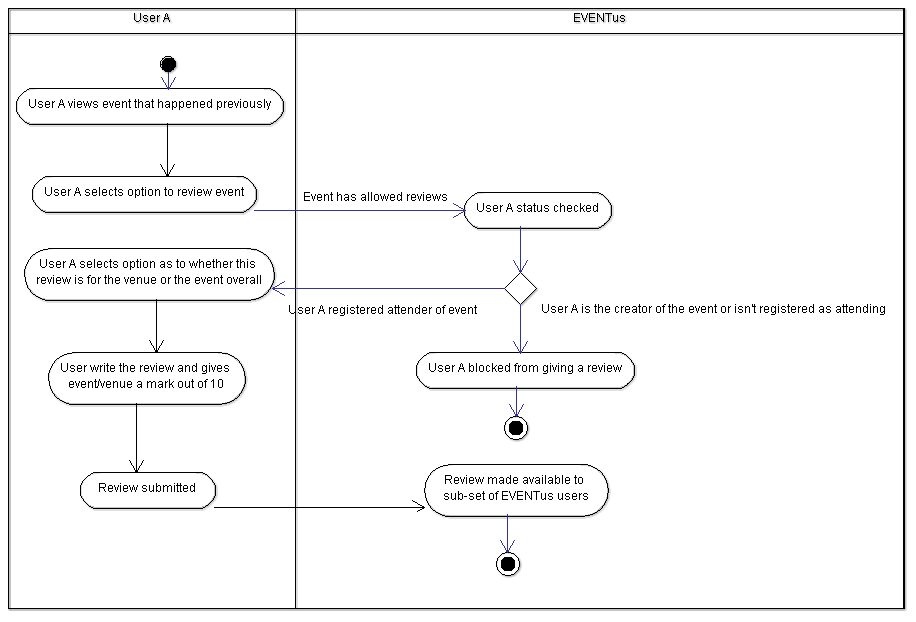 User A
EVENTus
User A views event that happened previously
User A selects option to review event
Event has allowed reviews
User A status checked
User A selects option as to whether this
review is for the venue or the event overall
User A registered attender of event
User A is the creator of the event or isn't registered as attending
User write the review and gives
event/venue a mark out of 10
User A blocked from giving a review
Review submitted
Review made available to
sub-set of EVENTus users